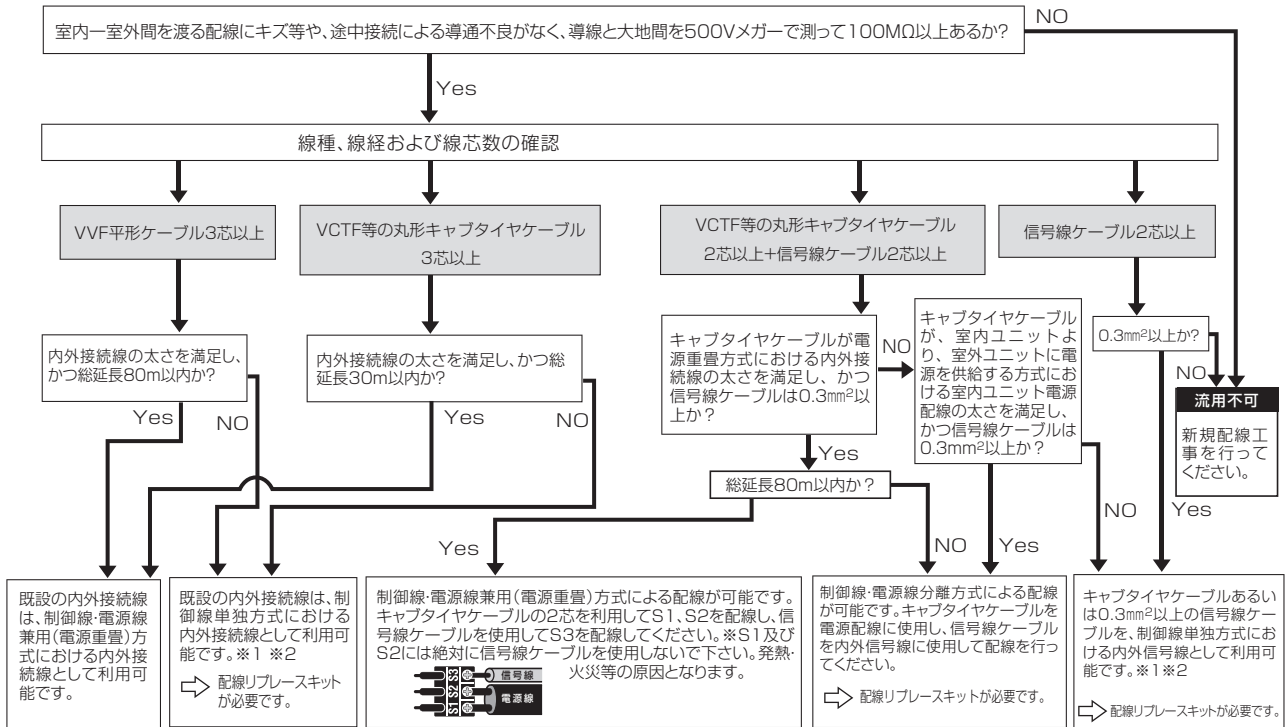 室内ー室外間を渡る配線にキズ等や、途中接続による導通不良がなく、導線と大地間を500Vメガーで測って100MΩ以上あるか?
NO
Yes
線種、線経および線芯数の確認
VVF平形ケーブル3芯以上
VCTF等の丸形キャブタイヤケーブル
3芯以上
VCTF等の丸形キャブタイヤケーブル
2芯以上+信号線ケーブル2芯以上
信号線ケーブル2芯以上
内外接続線の太さを満足し、
かつ総延長80m以内か?
Yes
NO
内外接続線の太さを満足し、かつ総
延長30m以内か?
Yes
NO
キャブタイヤケーブルが電
源重畳方式における内外接
続線の太さを満足し、かつ
信号線ケーブルは0.3mm²以
上か?
NO
Yes
キャブタイヤケーブル
が、室内ユニットよ
り、室外ユニットに電
源を供給する方式にお
ける室内ユニット電源
配線の太さを満足し、
かつ信号線ケーブルは
0.3mm²以上か?
0.3mm²以上か?
NO
流用不可
新規配線工
事を行って
ください。
総延長80m以内か?
Yes
NO
Yes
NO
Yes
既設の内外接続線
は、制御線・電源線
兼用(電源重畳)方
式における内外接
続線として利用可
能です。
既設の内外接続線は、制
御線単独方式における
内外接続線として利用可
能です。※1 ※2
配線リプレースキット
が必要です。
制御線・電源線兼用(電源重畳)方式による配線が可能です。
キャブタイヤケーブルの2芯を利用してS1、S2を配線し、信
号線ケーブルを使用してS3を配線してください。※S1及び
S2には絶対に信号線ケーブルを使用しないで下さい。発熱・
火災等の原因となります。
S1 S2 S3
信号線
電源線
制御線・電源線分離方式による配線
が可能です。キャブタイヤケーブルを
電源配線に使用し、信号線ケーブル
を内外信号線に使用して配線を行っ
てください。
配線リプレースキットが必要です。
キャブタイヤケーブルあるい
は0.3mm²以上の信号線ケー
ブルを、制御線単独方式にお
ける内外信号線として利用可
能です。※1※2
配線リプレースキットが必要です。